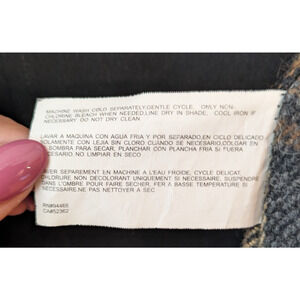 MACHINE WASH COLD SEPARATELY,GENTLE CYCLE. ONLY NON-
CHLORINE BLEACH WHEN NEEDED,LINE DRY IN SHADE. COOL IRON IF
NECESSARY DO NOT DRY CLEAN
LAVAR A MAQUINA CON AGUA FRIA Y POR SEPARADO,EN CICLO DELICADO
SOLAMENTE CON LEJIA SIN CLORO CUANDO SE NECESARIO,COLGAR EN
SOMBRA PARA SECAR, PLANCHAR CON PLANCHA FRIA SI FUERA
NECESARIO,NO LIMPIAR EN SECO
SEPAREMENT EN MACHINE A L'EAU FROIDE, CYCLE DELICAT,
CHLORURE NON DECOLORANT UNIQUEMENT SI NECESSAIRE, SUSPENDRE
DANS L'OMBRE POUR FAIRE SECHER, FER A BASSE TEMPERATURE SI
NECESSAIRE,NE PAS NETTOYER A SEC
RN#94466
CA#52362